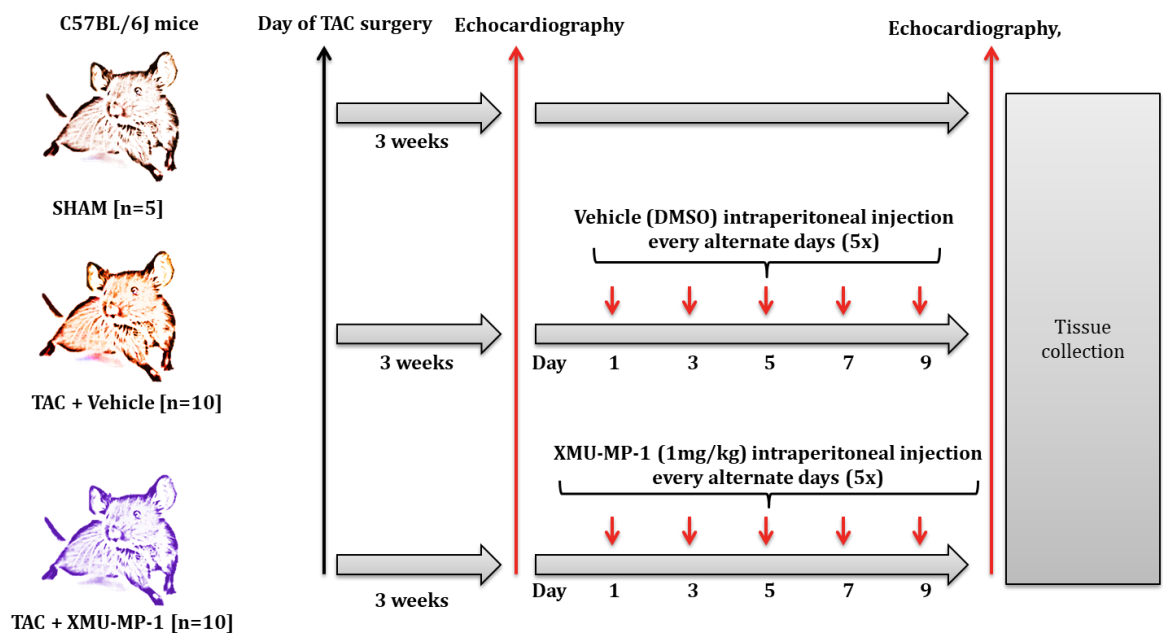 C57BL/6J mice
Day of TAC surgery
Echocardiography
Echocardiography,
3 weeks
SHAM [n=5]
Vehicle (DMSO) intraperitoneal injection
every alternate days (5x)
3 weeks
Day 1 3 5 7 9
Tissue
collection
TAC + Vehicle [n=10]
XMU-MP-1 (1mg/kg) intraperitoneal injection
every alternate days (5x)
3 weeks
Day 1 3 5 7 9
TAC + XMU-MP-1 [n=10]